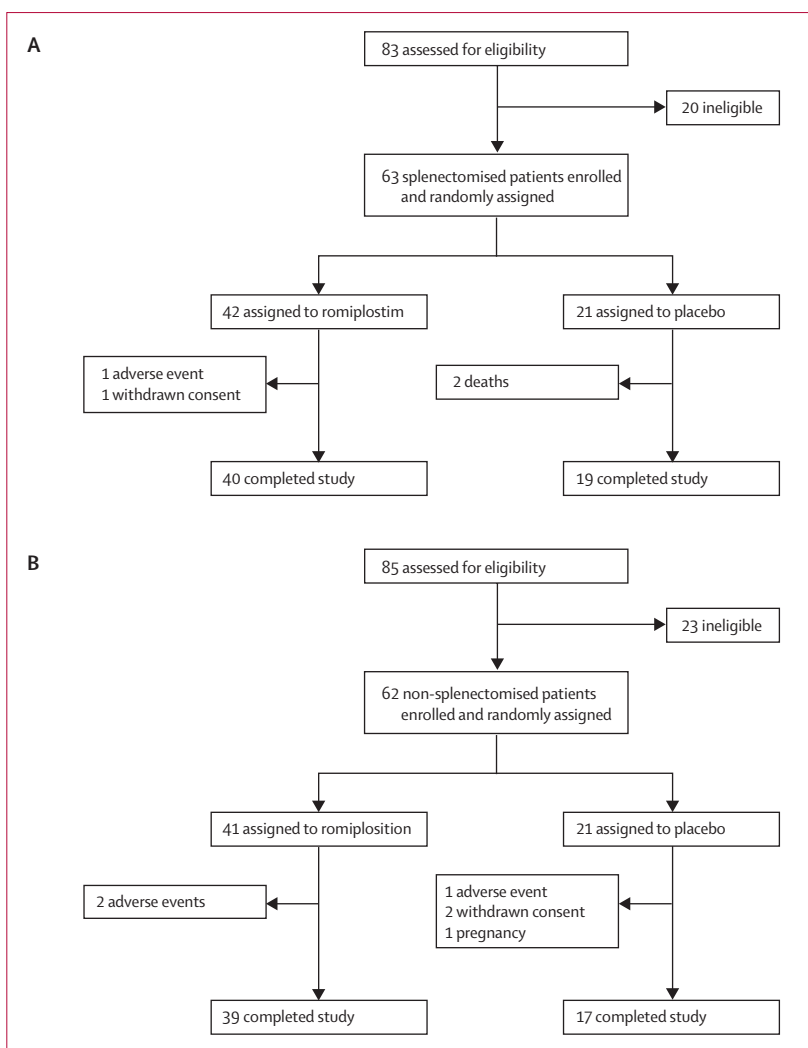 A
83 assessed for eligibility
20 ineligible
63 splenectomised patients enrolled
and randomly assigned
42 assigned to romiplostim
21 assigned to placebo
1 adverse event
1 withdrawn consent
2 deaths
40 completed study
19 completed study
B
85 assessed for eligibility
23 ineligible
62 non-splenectomised patients
enrolled and randomly assigned
41 assigned to romiplosition
21 assigned to placebo
2 adverse events
1 adverse event
2 withdrawn consent
1 pregnancy
39 completed study
17 completed study